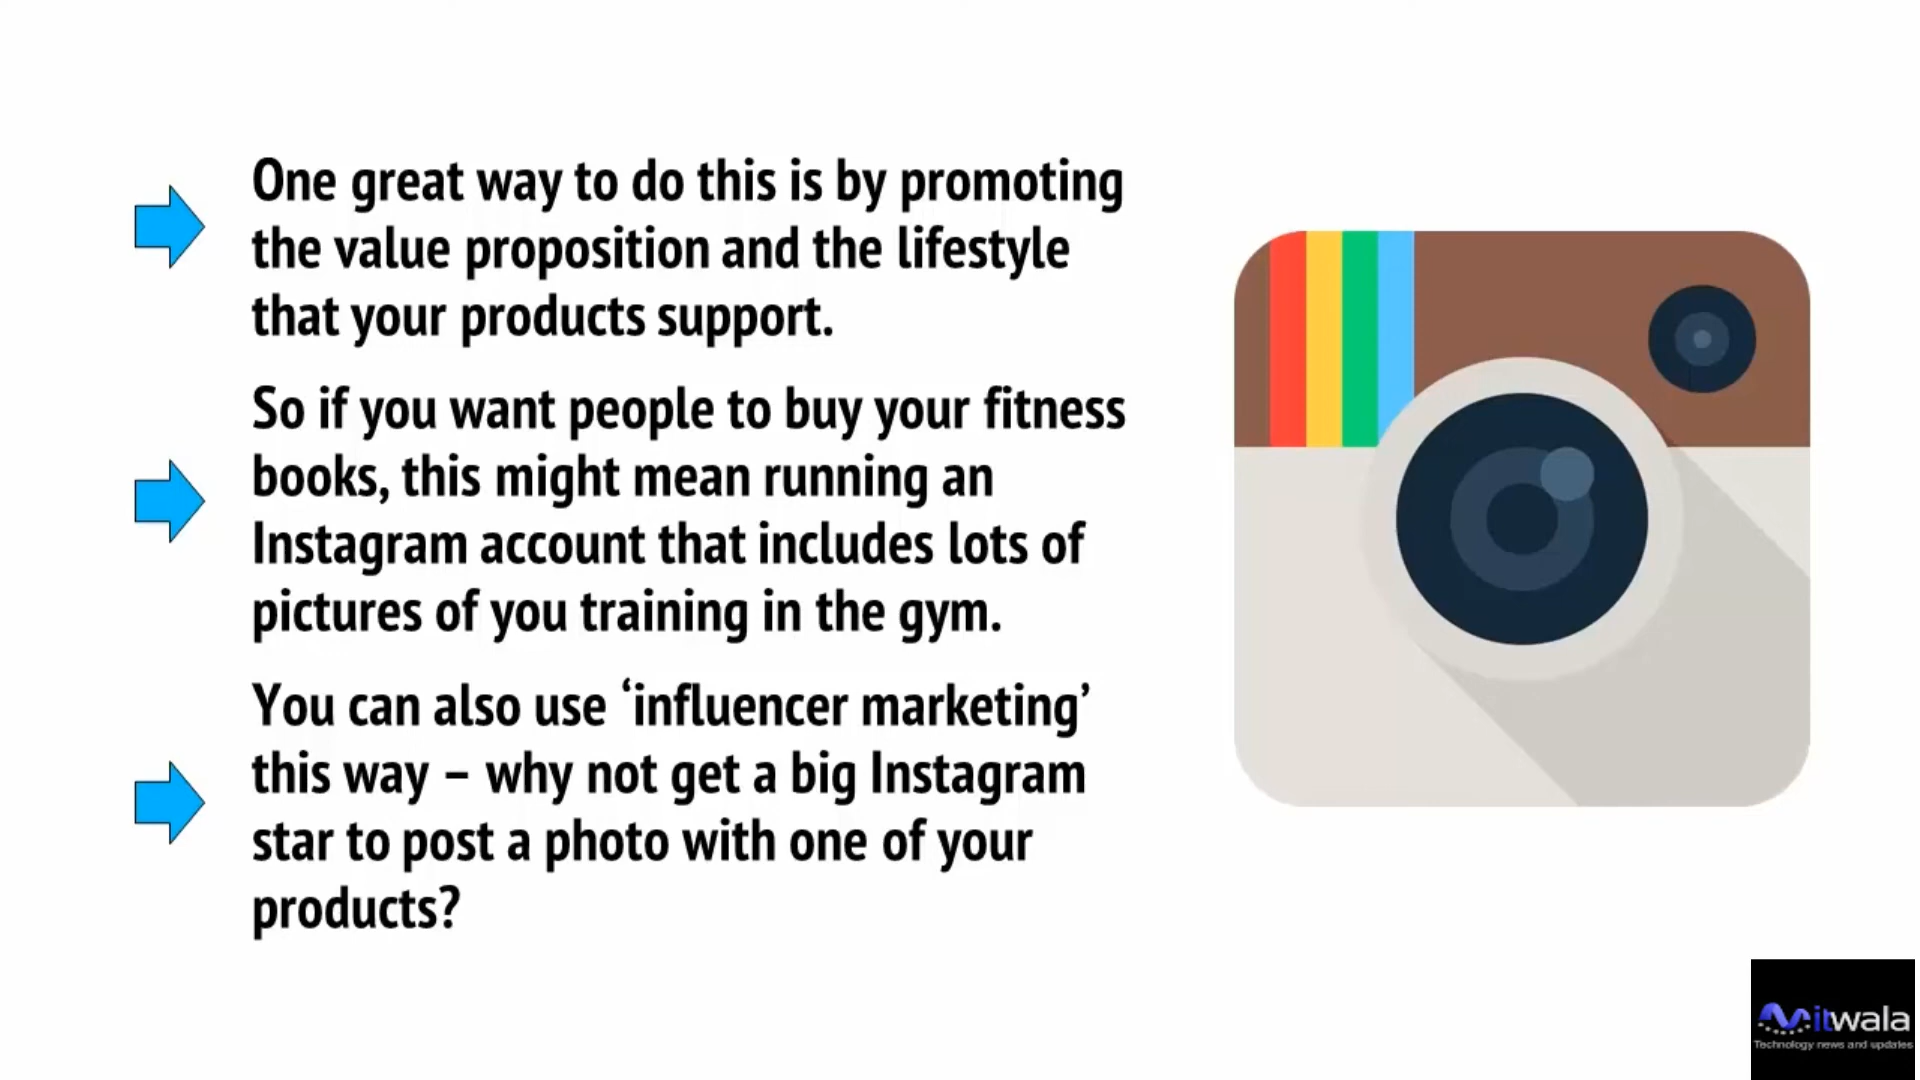 One great way to do this is by promoting
the value proposition and the lifestyle
that your products support.
So if you want people to buy your fitness
books, this might mean running an
Instagram account that includes lots of
pictures of you training in the gym.
You can also use ‘influencer marketing’
this way – why not get a big Instagram
star to post a photo with one of your
products?
itwala
Technology news and updates